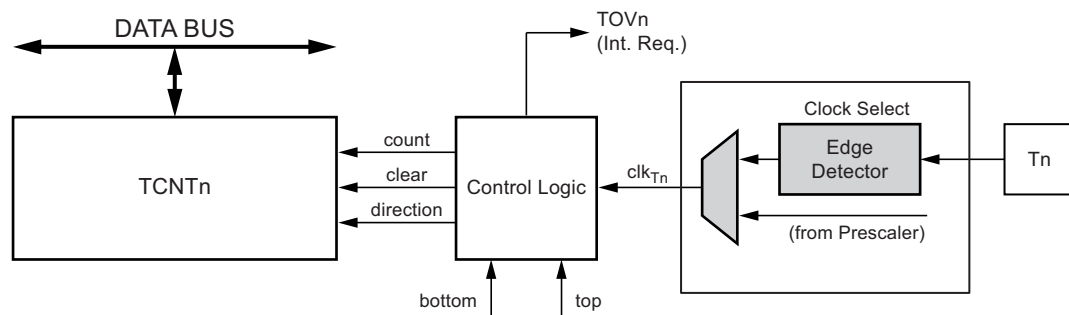 DATA BUS
TOVn
(Int. Req.)
Clock Select
TCNTn
count
clear
direction
Control Logic
clkTn
Edge
Detector
Tn
(from Prescaler)
bottom
top